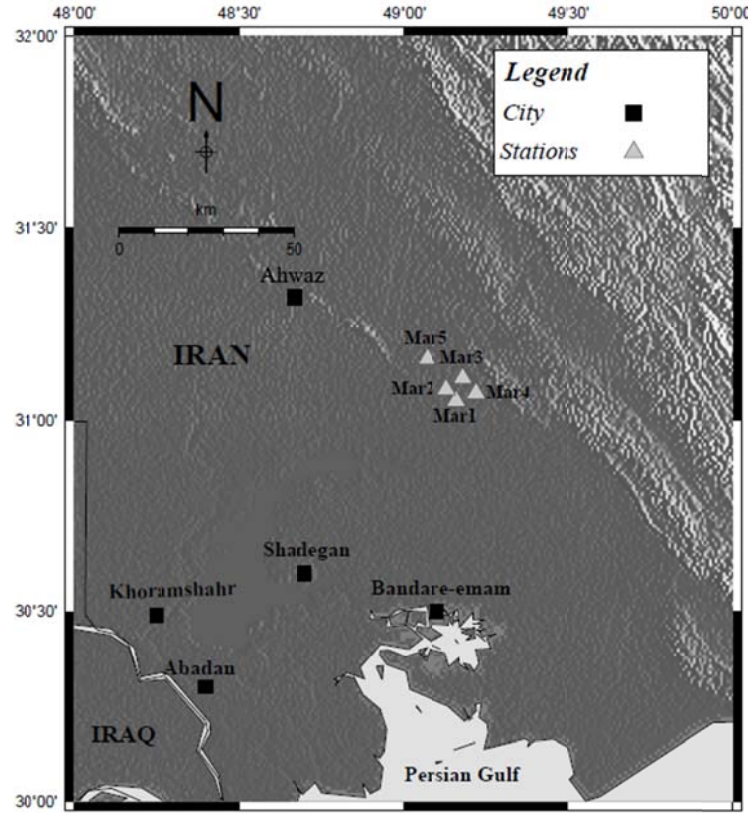 48°00' 48°30' 49°00' 49°30' 50°00'
32°00'
Legend
City
Stations
N
km
0 50
31°30'
Ahwaz
IRAN
Mar5
Mar3
Mar2
Mar4
Mar1
31°00'
Shadegan
Khoramshahr
Bandare-emam
30°30'
Abadan
IRAQ
Persian Gulf
30°00'